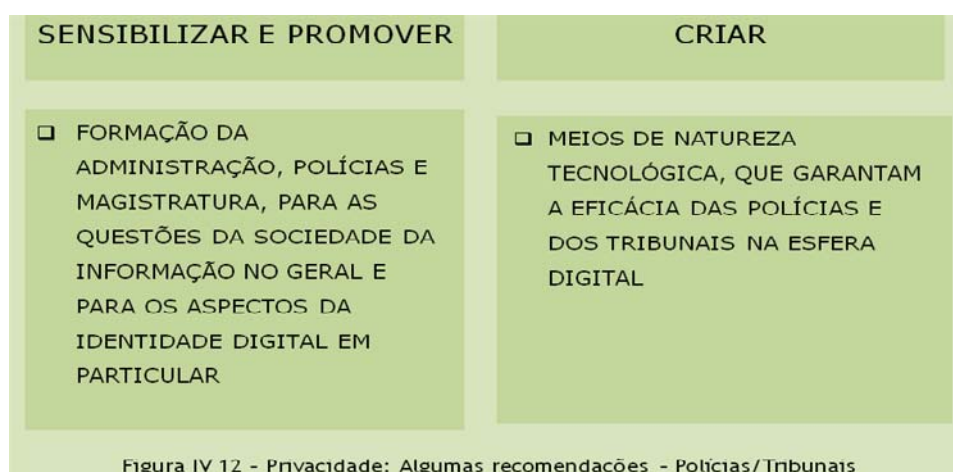 SENSIBILIZAR E PROMOVER
CRIAR
❑ FORMAÇÃO DA
ADMINISTRAÇÃO, POLÍCIAS E
MAGISTRATURA, PARA AS
QUESTÕES DA SOCIEDADE DA
INFORMAÇÃO NO GERAL E
PARA OS ASPECTOS DA
IDENTIDADE DIGITAL EM
PARTICULAR
❑ MEIOS DE NATUREZA
TECNOLÓGICA, QUE GARANTAM
A EFICÁCIA DAS POLÍCIAS E
DOS TRIBUNAIS NA ESFERA
DIGITAL
Figura IV 12 - Privacidade: Algumas recomendações - Polícias/Tribunais